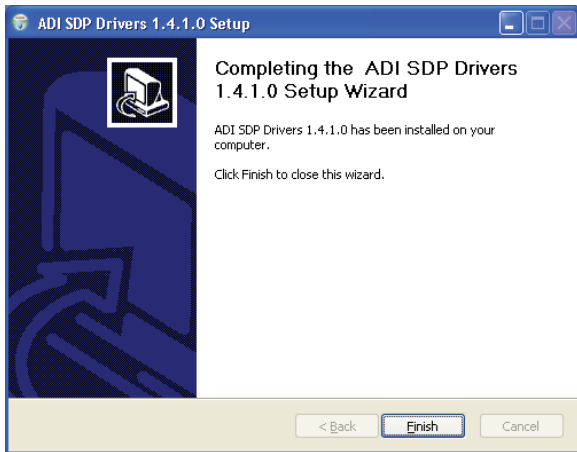 ADI SDP Drivers 1.4.1.0 Setup
Completing the ADI SDP Drivers
1.4.1.0 Setup Wizard
ADI SDP Drivers 1.4.1.0 has been installed on your
computer.
Click Finish to close this wizard.
< Back Finish Cancel